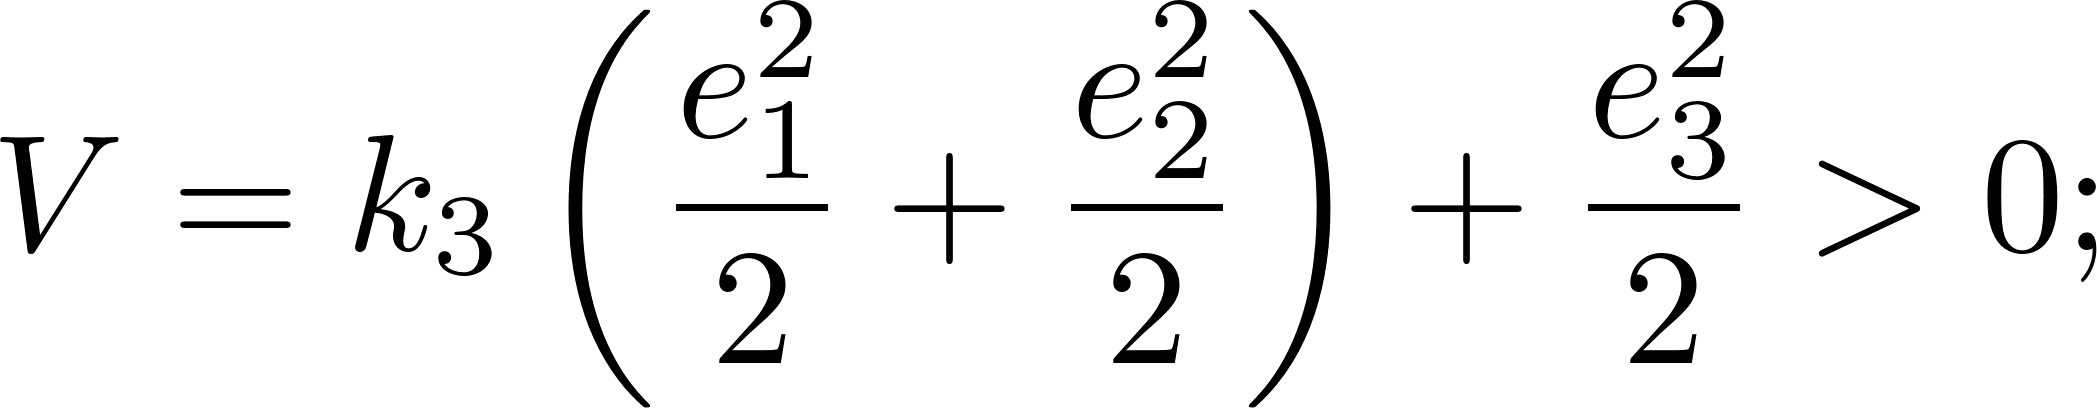 $V = k_3 \left( \frac{e_1^2}{2} + \frac{e_2^2}{2} \right) + \frac{e_3^2}{2} > 0;$